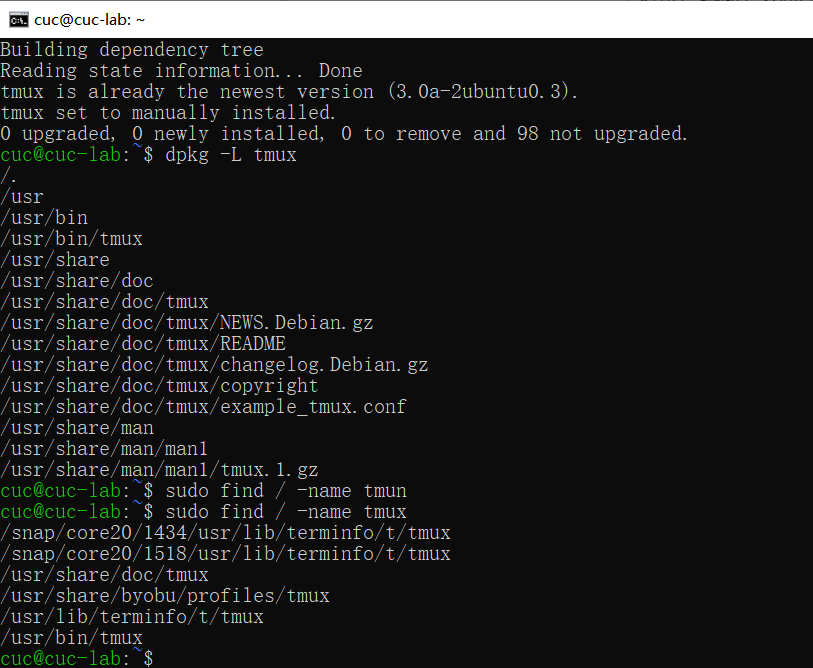 cuc@cuc-lab: ~
Building dependency tree
Reading state information... Done
tmux is already the newest version (3.0a-2ubuntu0.3).
tmux set to manually installed.
0 upgraded, 0 newly installed, 0 to remove and 98 not upgraded.
cuc@cuc-lab:~$ dpkg -L tmux
/.
/usr
/usr/bin
/usr/bin/tmux
/usr/share
/usr/share/doc
/usr/share/doc/tmux
/usr/share/doc/tmux/NEWS.Debian.gz
/usr/share/doc/tmux/README
/usr/share/doc/tmux/changelog.Debian.gz
/usr/share/doc/tmux/copyright
/usr/share/doc/tmux/example_tmux.conf
/usr/share/man
/usr/share/man/man1
/usr/share/man/man1/tmux.1.gz
cuc@cuc-lab:~$ sudo find / -name tmun
cuc@cuc-lab:~$ sudo find / -name tmux
/snap/core20/1434/usr/lib/terminfo/t/tmux
/snap/core20/1518/usr/lib/terminfo/t/tmux
/usr/share/doc/tmux
/usr/share/byobu/profiles/tmux
/usr/lib/terminfo/t/tmux
/usr/bin/tmux
cuc@cuc-lab:~$